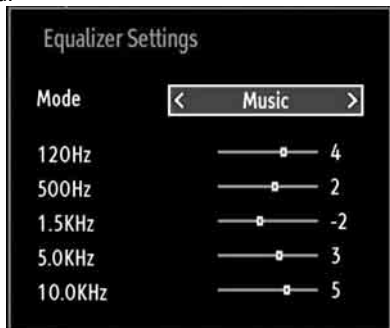 Equalizer Settings
Mode < Music >
120Hz 4
500Hz 2
1.5KHz -2
5.0KHz 3
10.0KHz 5